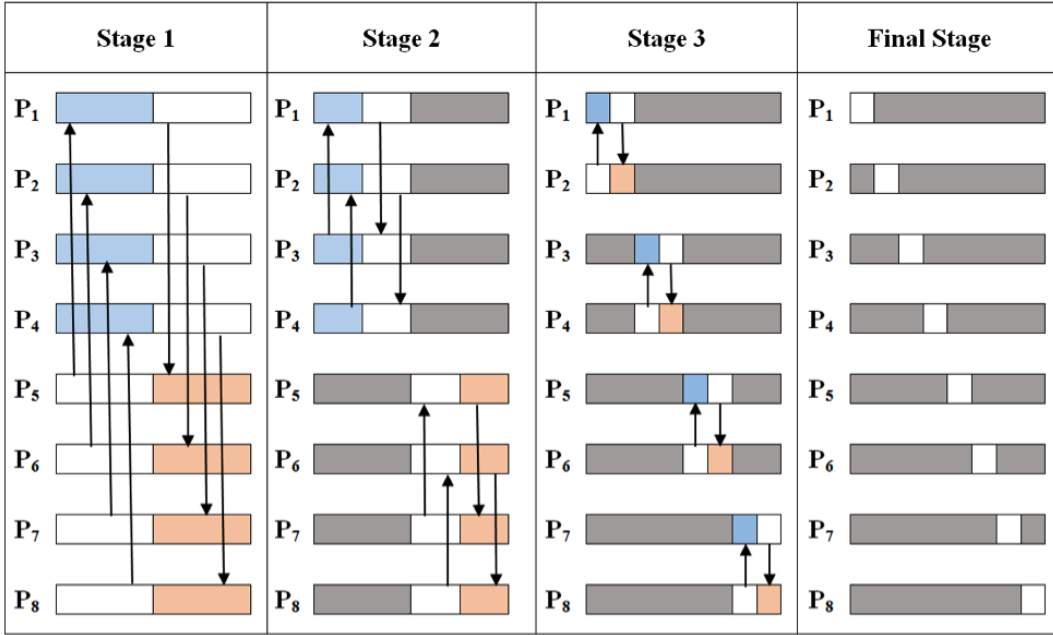 Stage 1 Stage 2 Stage 3 Final Stage
P₁ P₁ P₁ P₁
P₂ P₂ P₂ P₂
P₃ P₃ P₃ P₃
P₄ P₄ P₄ P₄
P₅ P₅ P₅ P₅
P₆ P₆ P₆ P₆
P₇ P₇ P₇ P₇
P₈ P₈ P₈ P₈